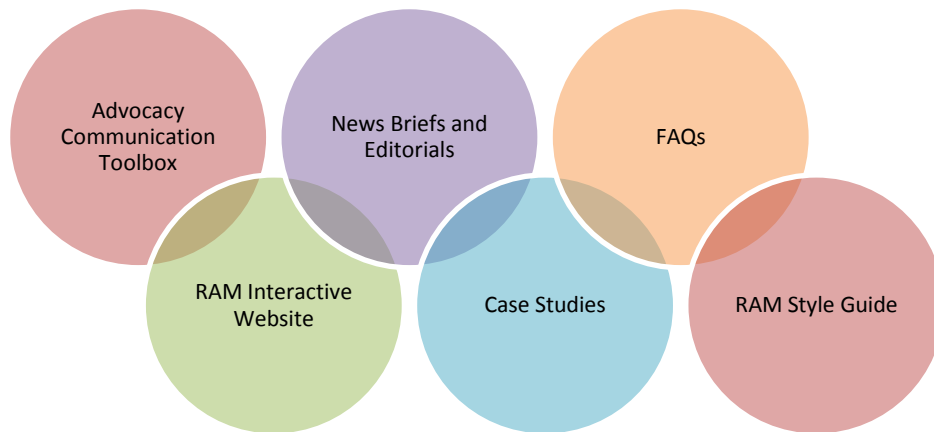 Advocacy
Communication
Toolbox
News Briefs and
Editorials
FAQs
RAM Interactive
Website
Case Studies
RAM Style Guide